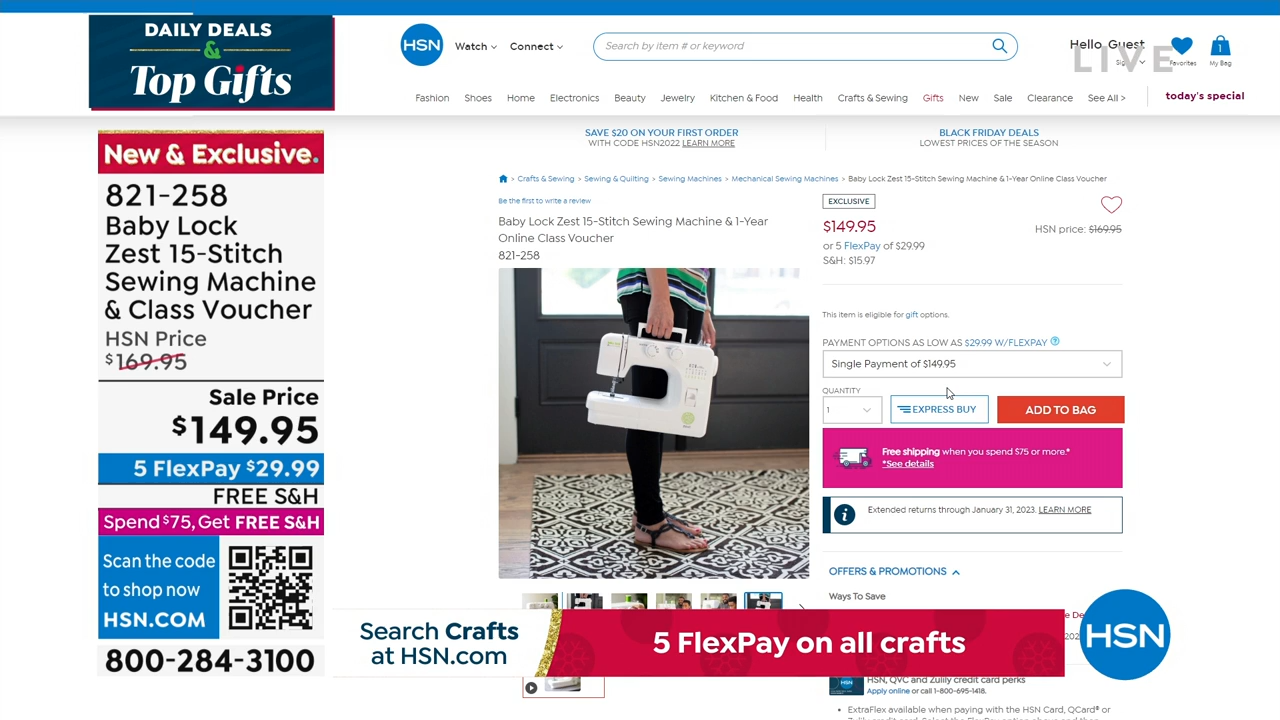 DAILY DEALS
&
Top Gifts
HSN
Watch
Connect
Search by item # or keyword
Hello, Guest
LIVE
Favorites
1
My Bag
Fashion Shoes Home Electronics Beauty Jewelry Kitchen & Food Health Crafts & Sewing Gifts New Sale Clearance See All >
today's special
SAVE $20 ON YOUR FIRST ORDER
WITH CODE HSN2022 LEARN MORE
BLACK FRIDAY DEALS
LOWEST PRICES OF THE SEASON
New & Exclusive.
821-258
Baby Lock
Zest 15-Stitch
Sewing Machine
& Class Voucher
HSN Price
$169.95
Sale Price
$149.95
5 FlexPay $29.99
FREE S&H
Spend $75, Get FREE S&H
Scan the code
to shop now
HSN.COM
800-284-3100
> Crafts & Sewing > Sewing & Quilting > Sewing Machines > Mechanical Sewing Machines > Baby Lock Zest 15-Stitch Sewing Machine & 1-Year Online Class Voucher
Be the first to write a review
Baby Lock Zest 15-Stitch Sewing Machine & 1-Year
Online Class Voucher
821-258
EXCLUSIVE
$149.95
HSN price: $169.95
or 5 FlexPay of $29.99
S&H: $15.97
This item is eligible for gift options.
PAYMENT OPTIONS AS LOW AS $29.99 W/FLEXPAY
Single Payment of $149.95
QUANTITY
1
EXPRESS BUY
ADD TO BAG
Free shipping when you spend $75 or more.*
*See details
Extended returns through January 31, 2023. LEARN MORE
OFFERS & PROMOTIONS
Ways To Save
Search Crafts
at HSN.com
5 FlexPay on all crafts
HSN
HSN, QVC and Zulily credit card perks
Apply online or call 1-800-695-1418.
• ExtraFlex available when paying with the HSN Card, QCard® or